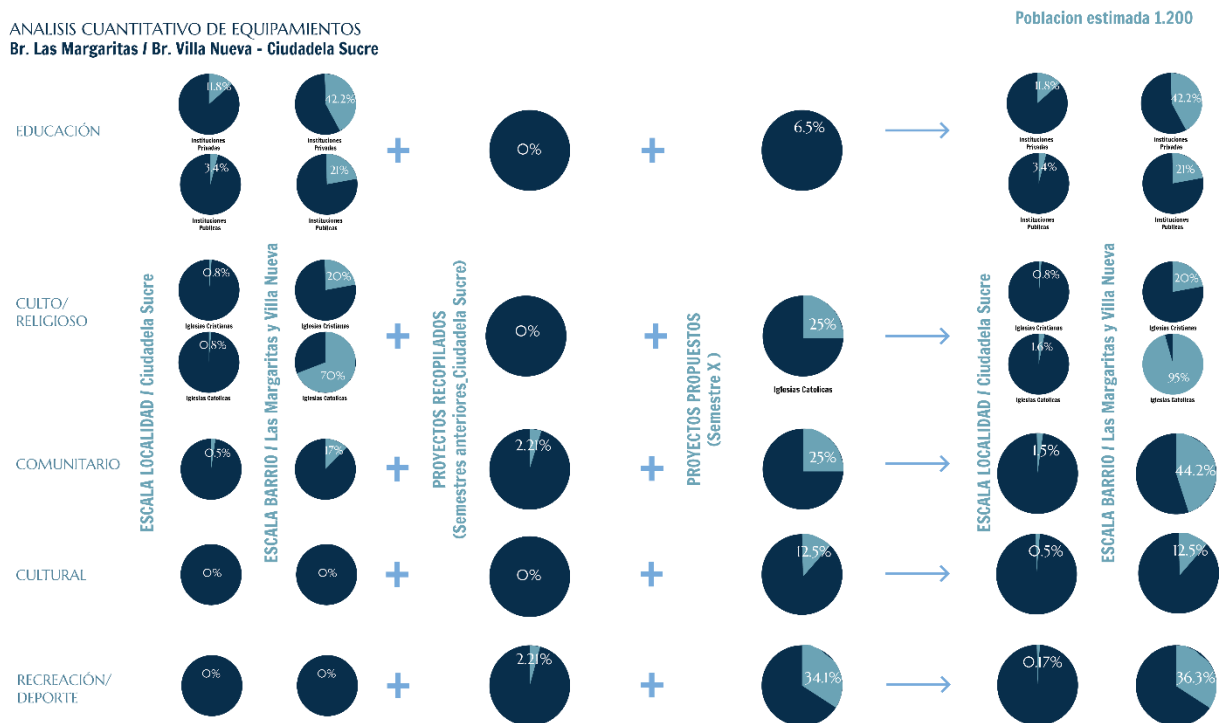 ANALISIS CUANTITATIVO DE EQUIPAMIENTOS
Br. Las Margaritas / Br. Villa Nueva - Ciudadela Sucre
Poblacion estimada 1.200
EDUCACIÓN
11.8%
Instituciones
Privadas
42.2%
Instituciones
Privadas
3.4%
Instituciones
Publicas
21%
Instituciones
Publicas
+
0%
+
6.5%
11.8%
Instituciones
Privadas
42.2%
Instituciones
Privadas
3.4%
Instituciones
Publicas
21%
Instituciones
Publicas
ESCALA LOCALIDAD / Ciudadela Sucre
ESCALA BARRIO / Las Margaritas y Villa Nueva
PROYECTOS RECOPILADOS
(Semestres anteriores_Ciudadela Sucre)
PROYECTOS PROPUESTOS
(Semestre X )
ESCALA LOCALIDAD / Ciudadela Sucre
ESCALA BARRIO / Las Margaritas y Villa Nueva
CULTO/
RELIGIOSO
0.8%
Iglesias Cristianas
20%
Iglesias Cristianas
0.8%
Iglesias Catolicas
70%
Iglesias Catolicas
+
0%
+
25%
Iglesias Catolicas
0.8%
Iglesias Cristianas
20%
Iglesias Cristianas
1.6%
Iglesias Catolicas
95%
Iglesias Catolicas
COMUNITARIO
0.5%
17%
+
2.21%
+
25%
1.5%
44.2%
CULTURAL
0%
0%
+
0%
+
12.5%
0.5%
12.5%
RECREACIÓN/
DEPORTE
0%
0%
+
2.21%
+
34.1%
0.17%
36.3%